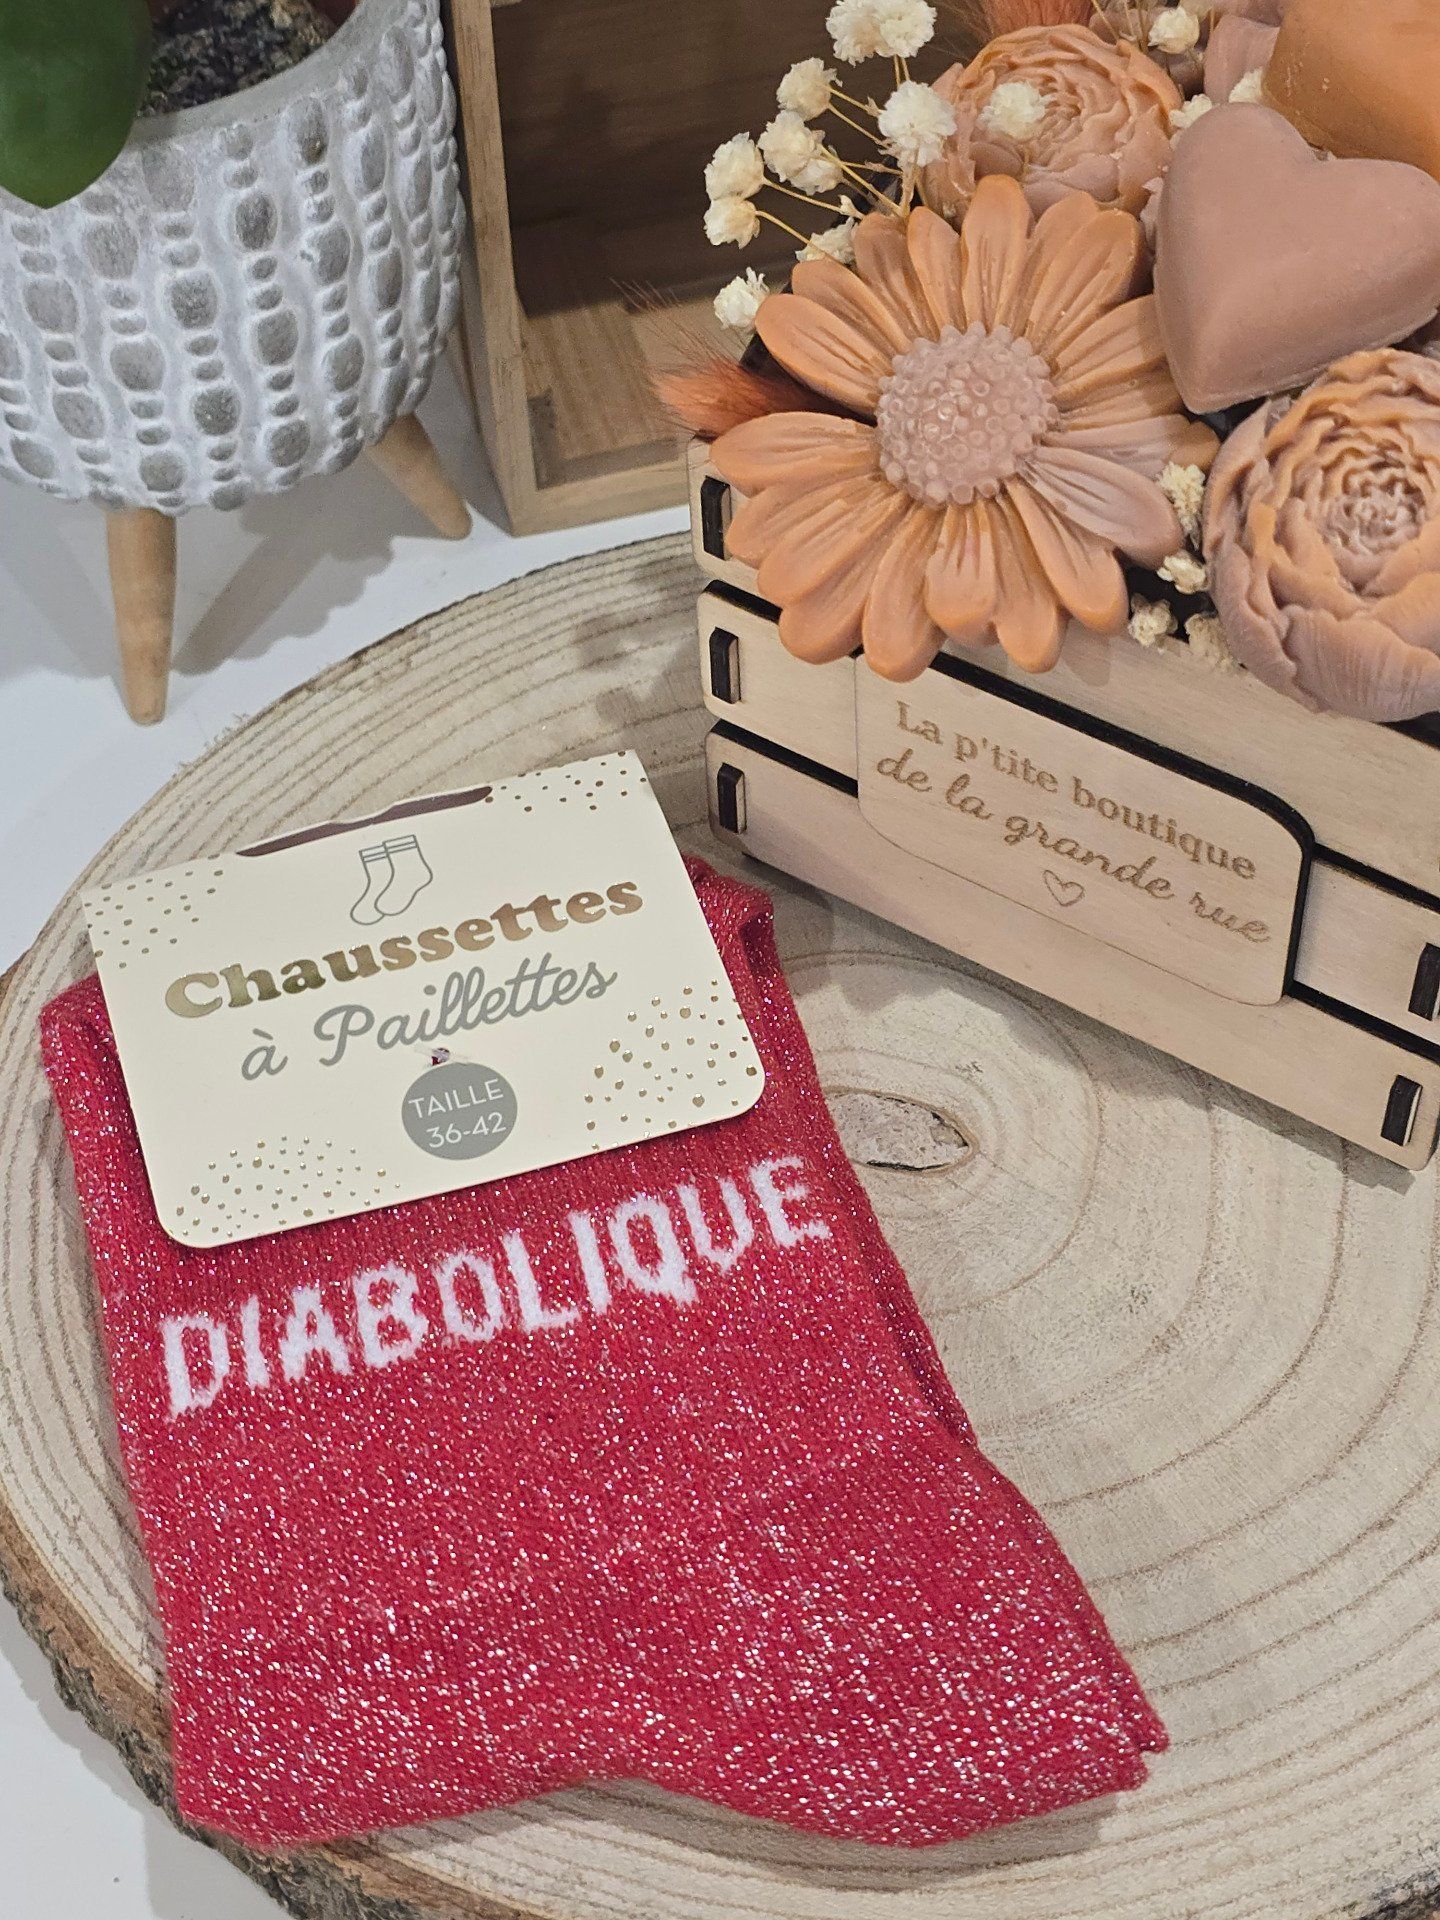 La p'tite boutique
de la grande rue
Chaussettes
à Paillettes
TAILLE
36-42
DIABOLIQUE